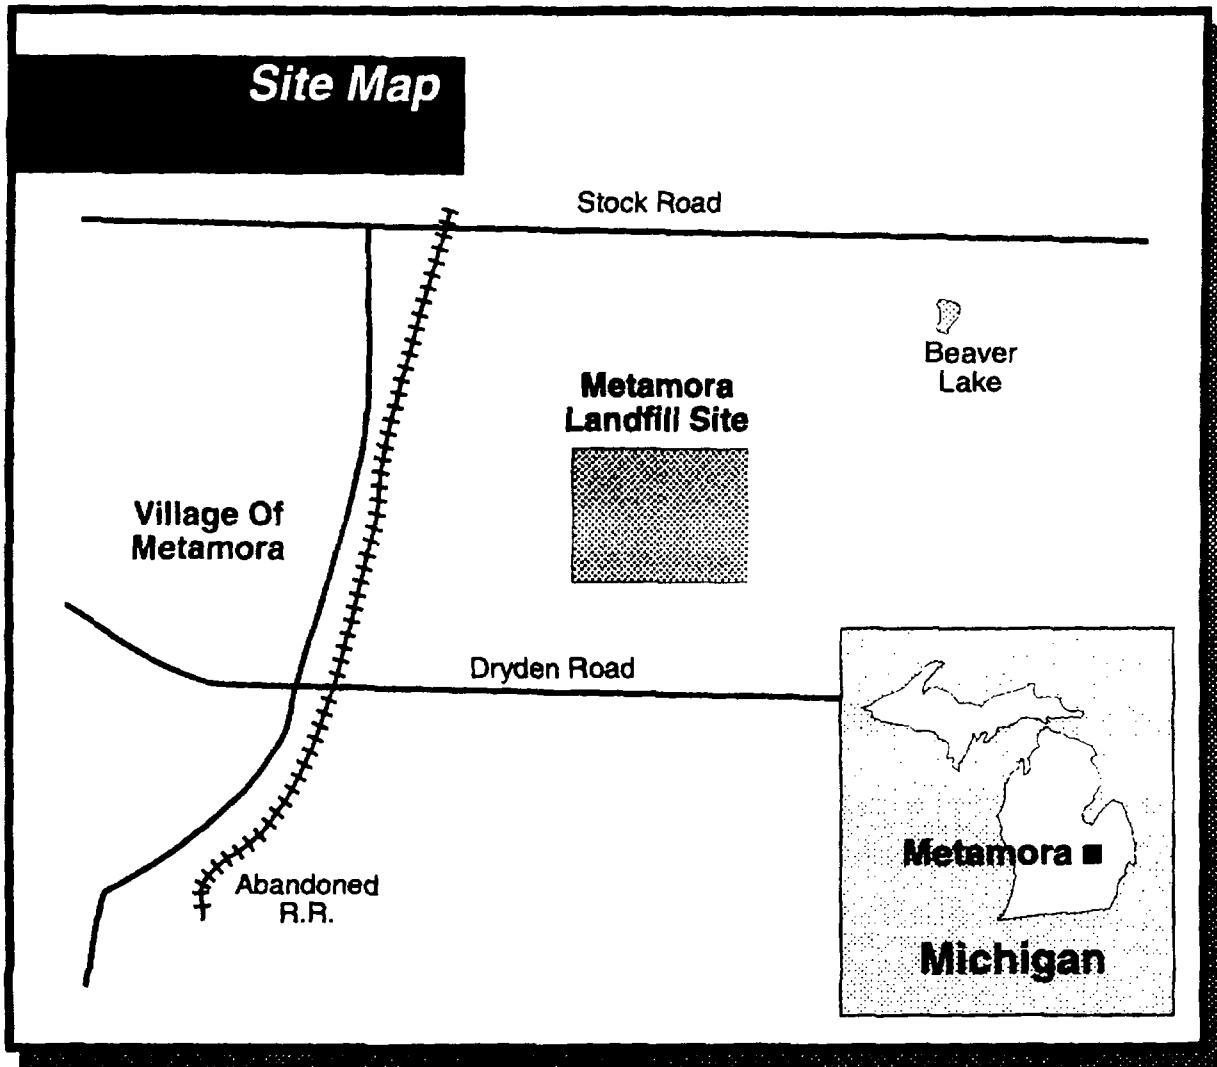 Site Map
Stock Road
Beaver
Lake
Metamora
Landfill Site
Village Of
Metamora
Dryden Road
Abandoned
R.R.
Metamora
Michigan